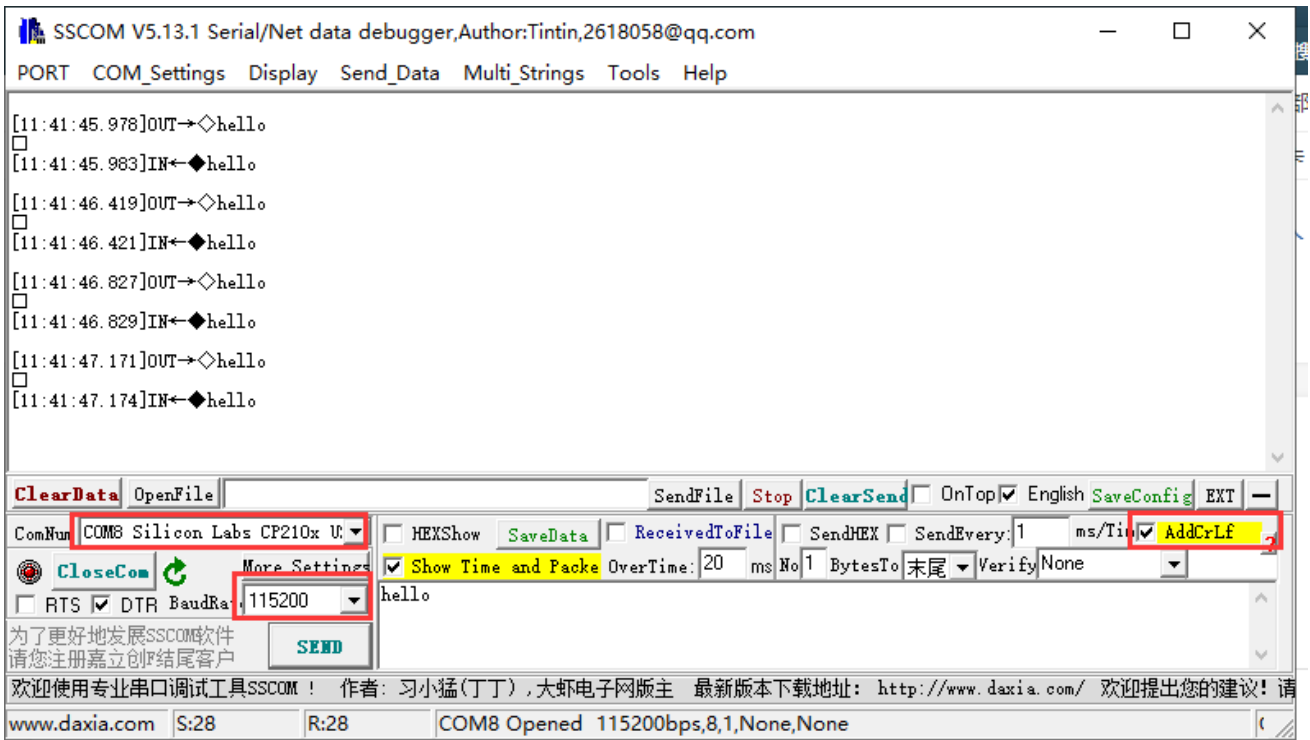 SSCOM V5.13.1 Serial/Net data debugger,Author:Tintin,2618058@qq.com
PORT COM_Settings Display Send_Data Multi_Strings Tools Help
[11:41:45.978]OUT→◇hello
□
[11:41:45.983]IN←◆hello
[11:41:46.419]OUT→◇hello
□
[11:41:46.421]IN←◆hello
[11:41:46.827]OUT→◇hello
□
[11:41:46.829]IN←◆hello
[11:41:47.171]OUT→◇hello
□
[11:41:47.174]IN←◆hello
ClearData OpenFile SendFile Stop ClearSend OnTop English SaveConfig EXT —
ComNum COM8 Silicon Labs CP210x U HEXShow SaveData ReceivedToFile SendHEX SendEvery: 1 ms/Tim AddCrLf
CloseCom More Settings Show Time and Packe OverTime: 20 ms No 1 BytesTo 末尾 Verify None
RTS DTR BaudRat 115200 hello
为了更好地发展SSCOM软件
请您注册嘉立创F结尾客户
SEND
欢迎使用专业串口调试工具SSCOM ! 作者: 习小猛(丁丁),大虾电子网版主 最新版本下载地址: http://www.daxia.com/ 欢迎提出您的建议! 请
www.daxia.com S:28 R:28 COM8 Opened 115200bps,8,1,None,None